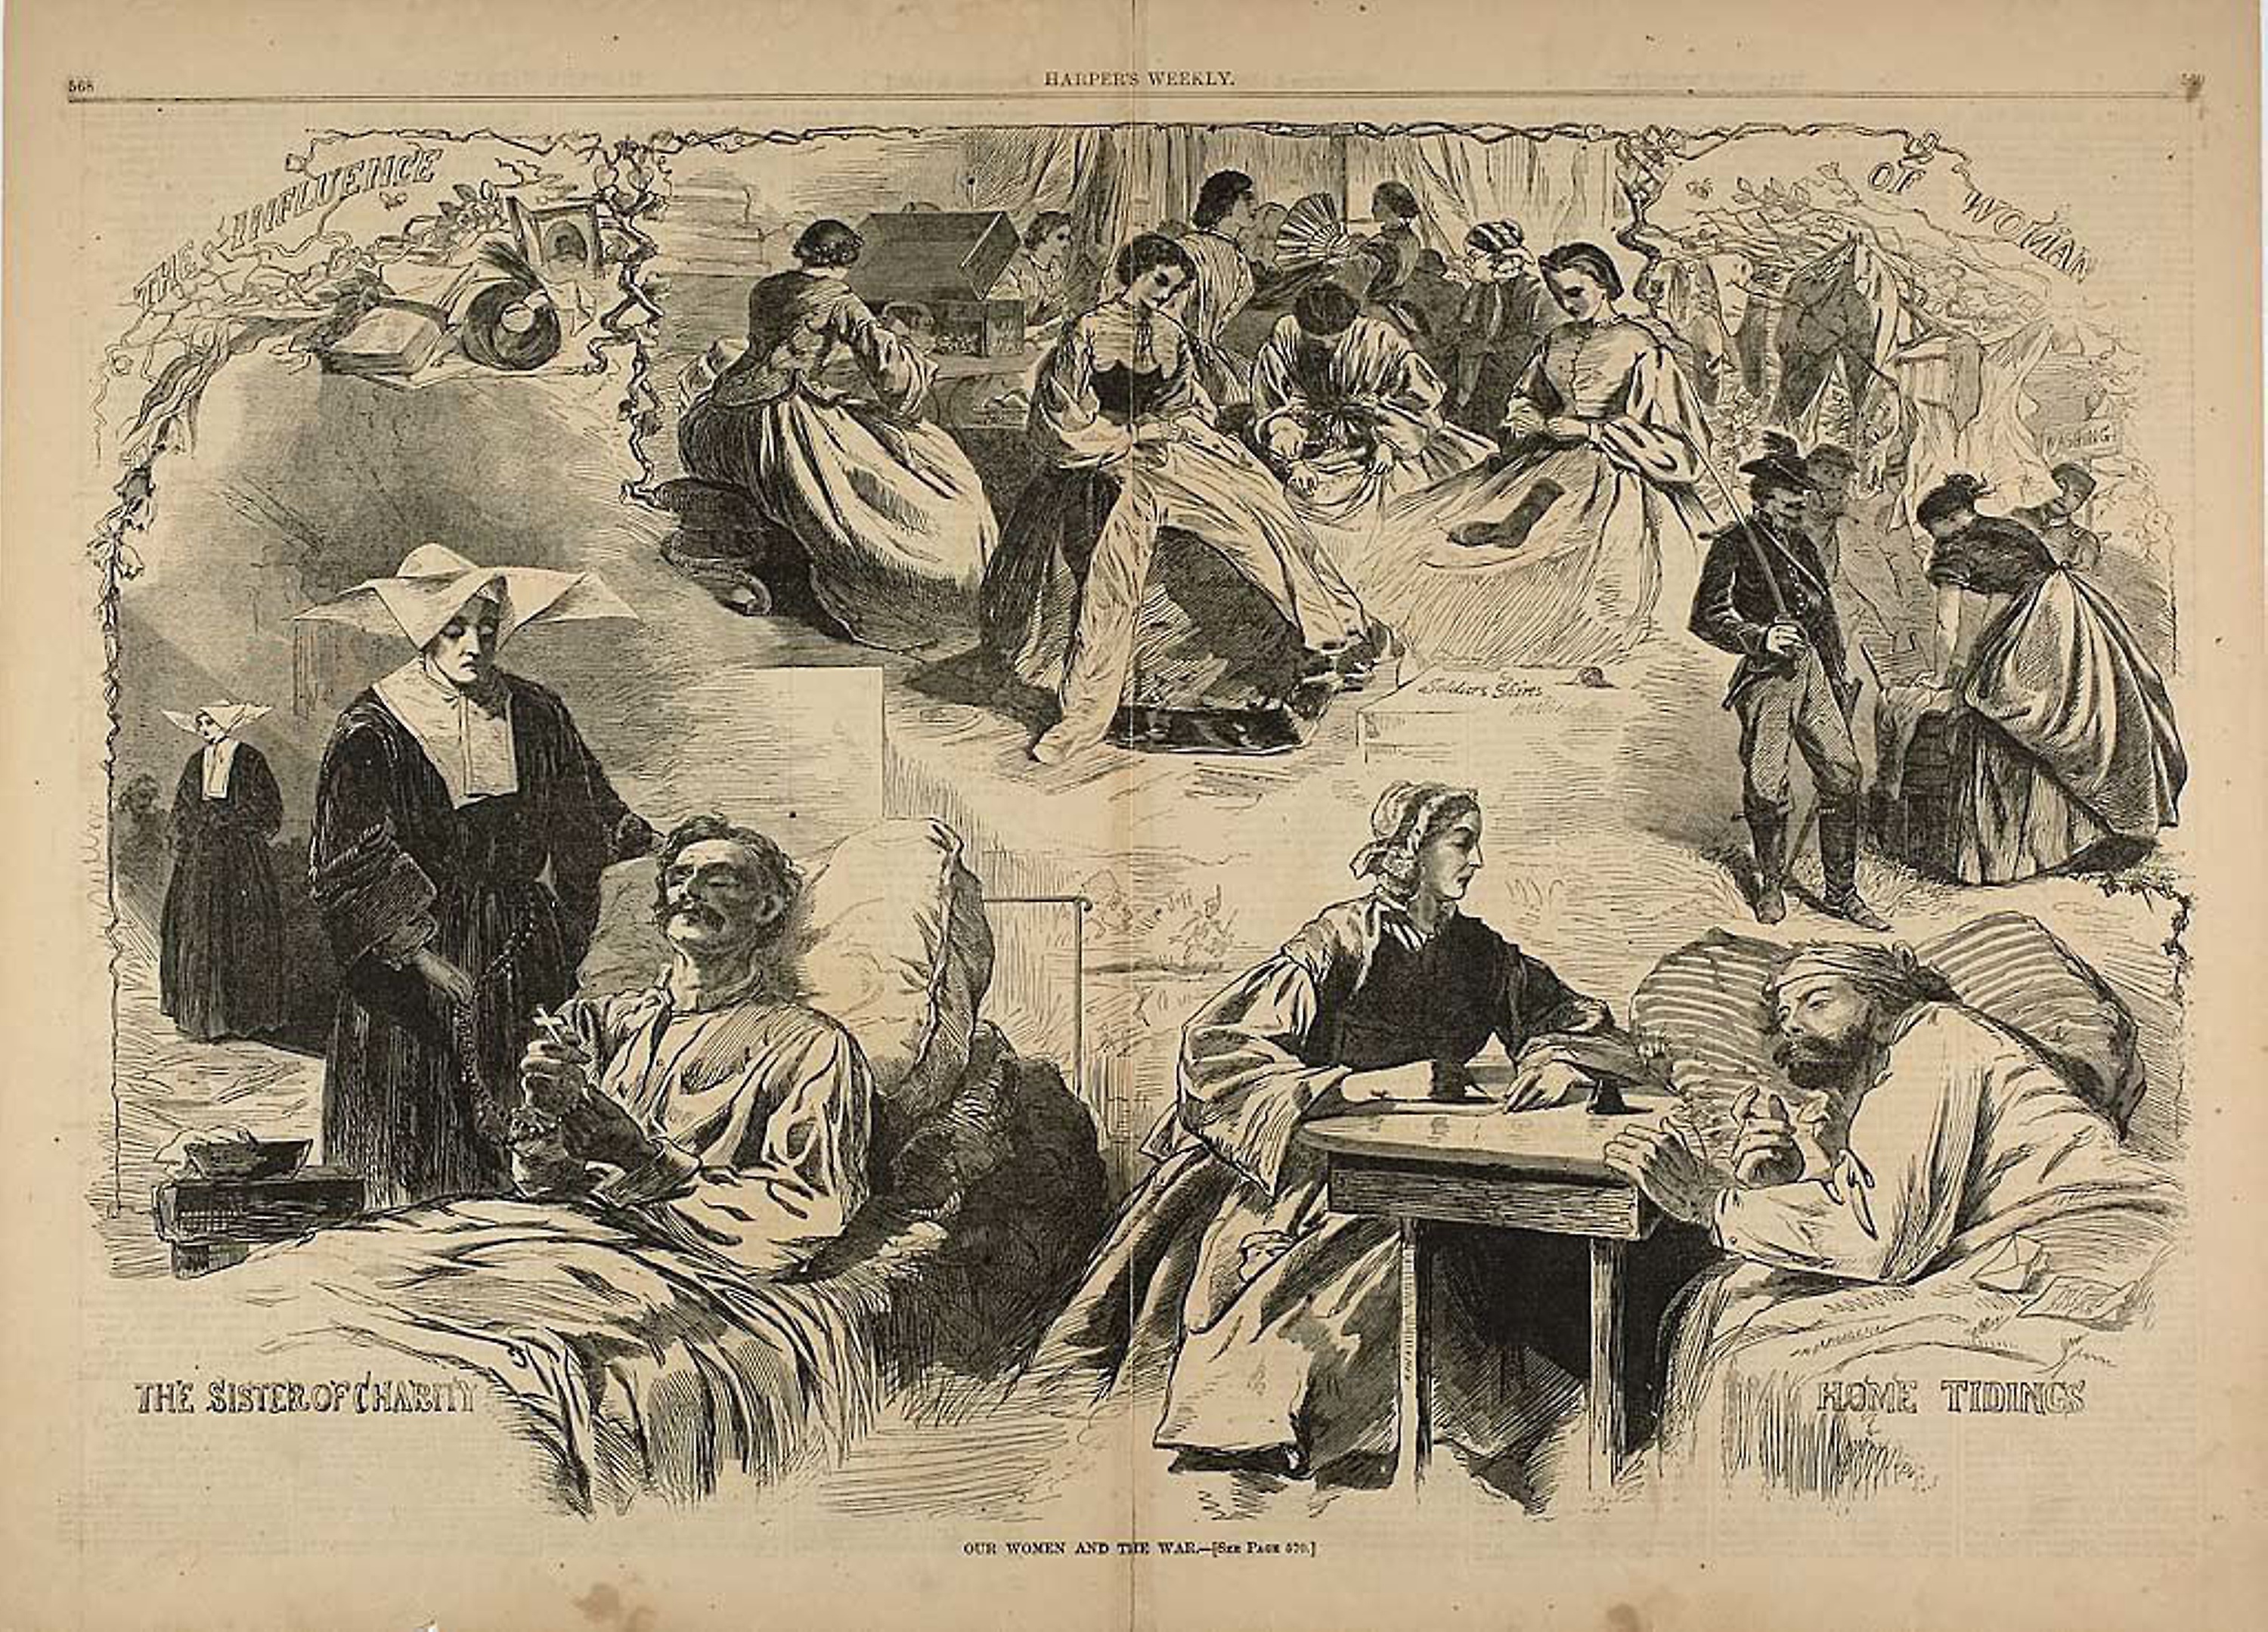 568
HARPER'S WEEKLY.
THE INFLUENCE
OF WOMAN
WASHING
Soldiers Shirts
THE SISTER OF CHARITY
HOME TIDINGS
OUR WOMEN AND THE WAR.—[SEE PAGE 570.]